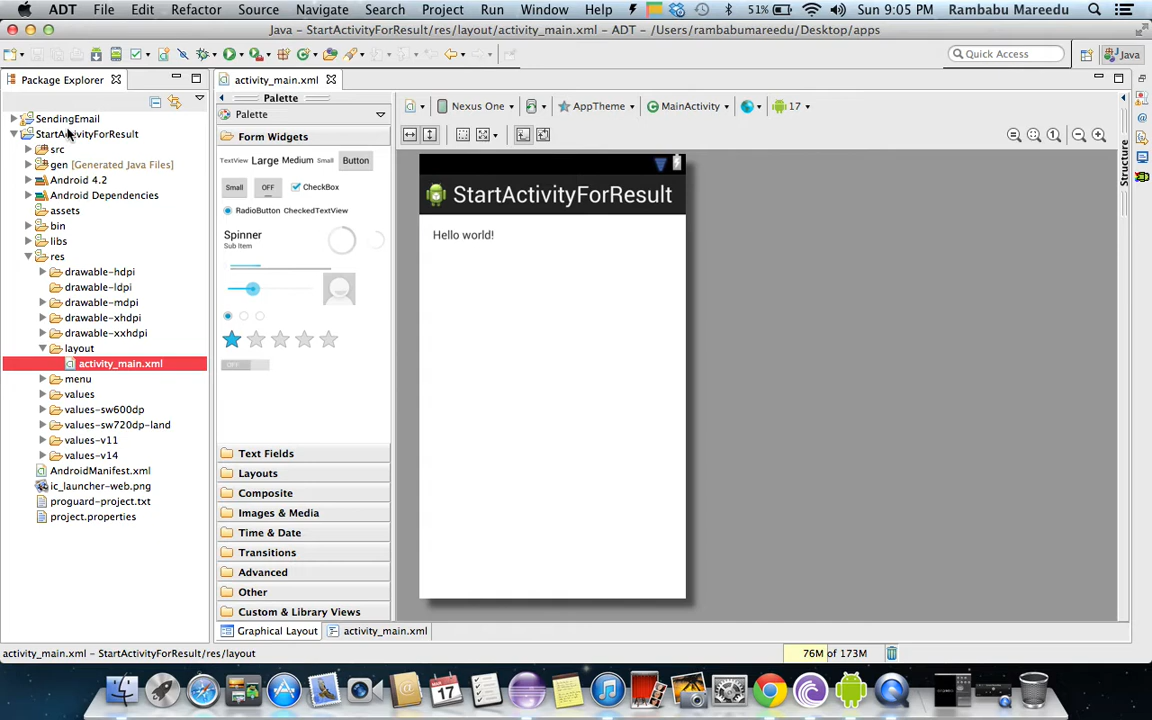 ADT File Edit Refactor Source Navigate Search Project Run Window Help 51% Sun 9:05 PM Rambabu Mareedu
Java - StartActivityForResult/res/layout/activity_main.xml - ADT - /Users/rambabumareedu/Desktop/apps
Quick Access Java
Package Explorer
SendingEmail
StartActivityForResult
src
gen [Generated Java Files]
Android 4.2
Android Dependencies
assets
bin
libs
res
drawable-hdpi
drawable-ldpi
drawable-mdpi
drawable-xhdpi
drawable-xxhdpi
layout
activity_main.xml
menu
values
values-sw600dp
values-sw720dp-land
values-v11
values-v14
AndroidManifest.xml
ic_launcher-web.png
proguard-project.txt
project.properties
activity_main.xml
Palette
Palette
Form Widgets
TextView Large Medium Small Button
Small OFF CheckBox
RadioButton CheckedTextView
Spinner
Sub Item
OFF
Text Fields
Layouts
Composite
Images & Media
Time & Date
Transitions
Advanced
Other
Custom & Library Views
Nexus One AppTheme MainActivity 17
StartActivityForResult
Hello world!
Structure
Graphical Layout activity_main.xml
activity_main.xml - StartActivityForResult/res/layout 76M of 173M
MAR
17